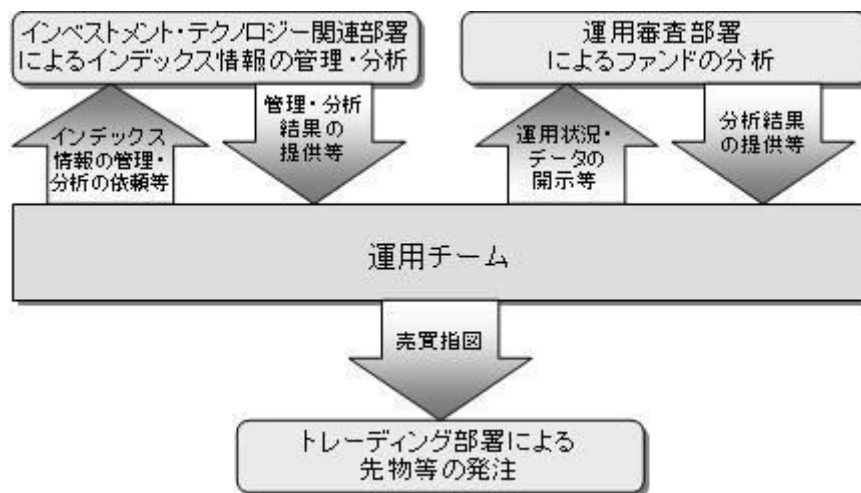 インベストメント・テクノロジー関連部署
によるインデックス情報の管理・分析
運用審査部署
によるファンドの分析
インデックス
情報の管理・
分析の依頼等
管理・分析
結果の
提供等
運用状況・
データの
開示等
分析結果
の提供等
運用チーム
売買指図
トレーディング部署による
先物等の発注